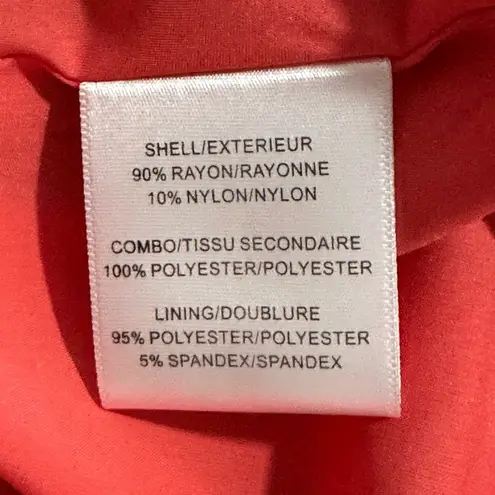 SHELL/EXTERIEUR
90% RAYON/RAYONNE
10% NYLON/NYLON
COMBO/TISSU SECONDAIRE
100% POLYESTER/POLYESTER
LINING/DOUBLURE
95% POLYESTER/POLYESTER
5% SPANDEX/SPANDEX